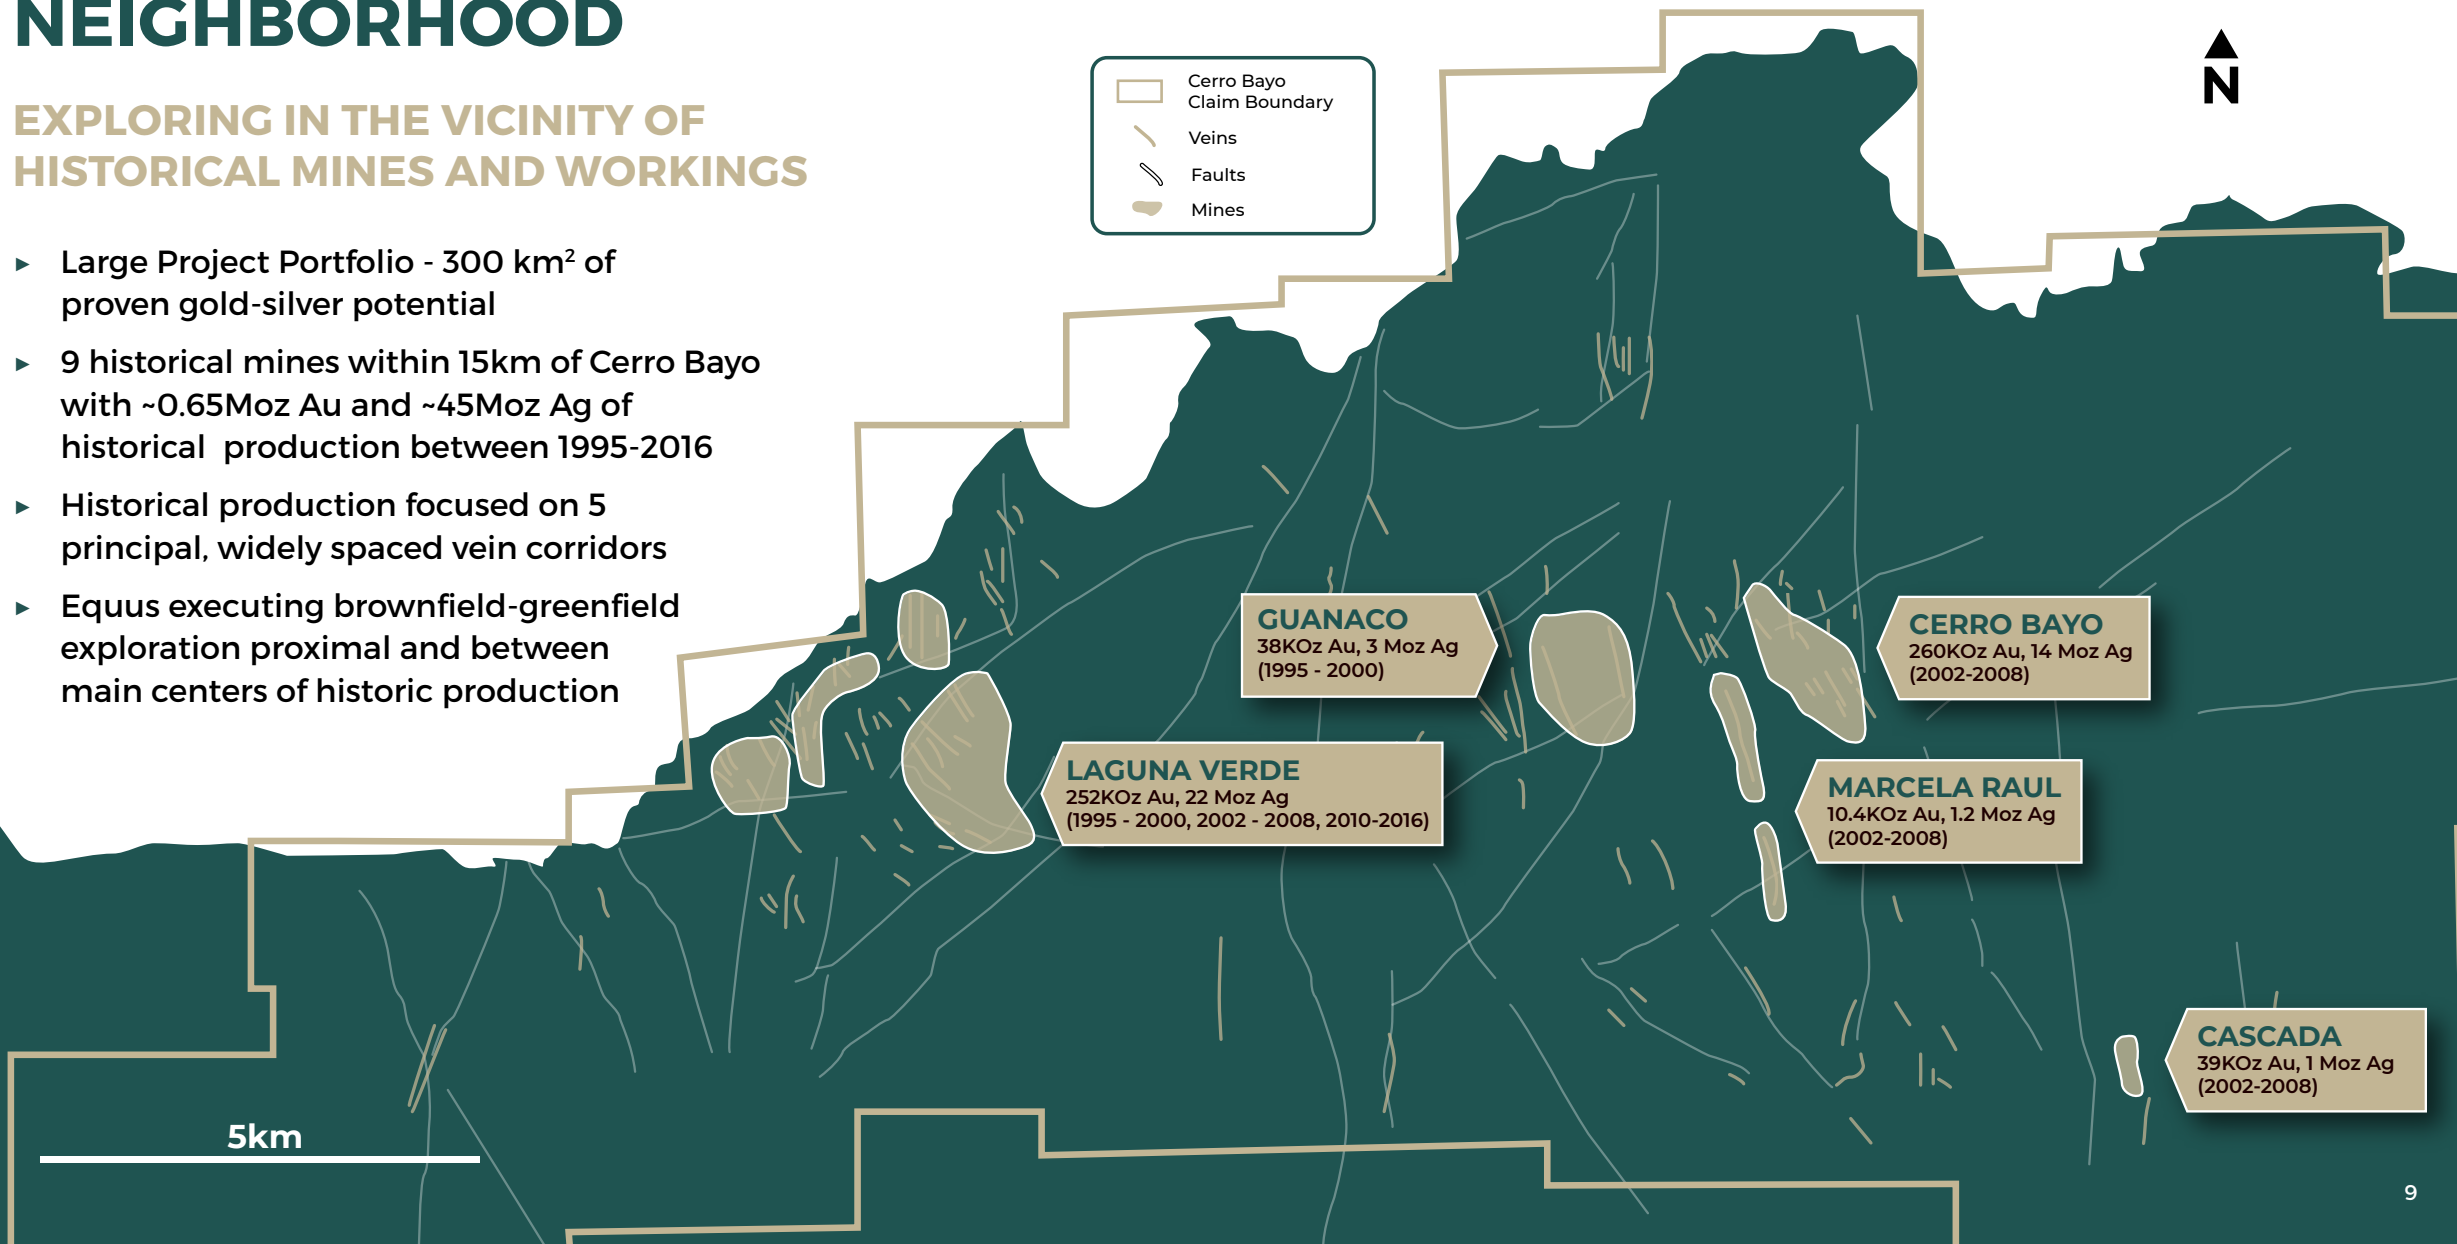 NEIGHBORHOOD
EXPLORING IN THE VICINITY OF
HISTORICAL MINES AND WORKINGS
▸ Large Project Portfolio - 300 km² of
proven gold-silver potential
▸ 9 historical mines within 15km of Cerro Bayo
with ~0.65Moz Au and ~45Moz Ag of
historical  production between 1995-2016
▸ Historical production focused on 5
principal, widely spaced vein corridors
▸ Equus executing brownfield-greenfield
exploration proximal and between
main centers of historic production
Cerro Bayo
Claim Boundary
Veins
Faults
Mines
N
GUANACO
38KOz Au, 3 Moz Ag
(1995 - 2000)
CERRO BAYO
260KOz Au, 14 Moz Ag
(2002-2008)
LAGUNA VERDE
252KOz Au, 22 Moz Ag
(1995 - 2000, 2002 - 2008, 2010-2016)
MARCELA RAUL
10.4KOz Au, 1.2 Moz Ag
(2002-2008)
CASCADA
39KOz Au, 1 Moz Ag
(2002-2008)
5km
9